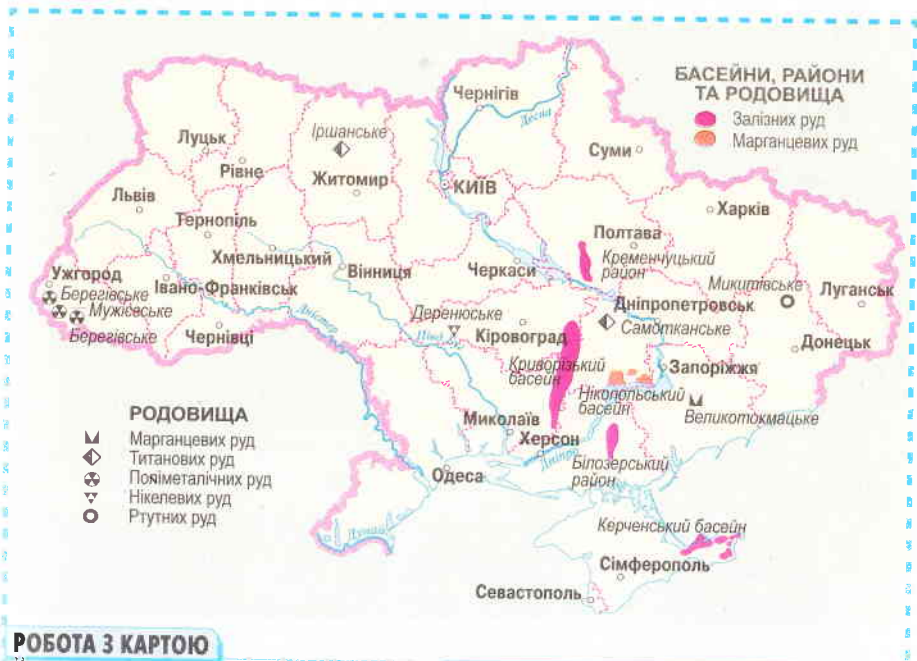 БАСЕЙНИ, РАЙОНИ
ТА РОДОВИЩА
Залізних руд
Марганцевих руд
Чернігів
Десна
Іршанське
Луцьк
Рівне
Житомир
КИЇВ
Суми
Львів
Тернопіль
Харків
Полтава
Хмельницький
Вінниця
Черкаси
Кременчуцький
район
Микитівське
Луганськ
Ужгород
Берегівське
Мужієвське
Берегівське
Івано-Франківськ
Чернівці
Дністер
Деренюське
Кіровоград
Дніпропетровськ
Самотканське
Донецьк
Криворізький
басейн
Запоріжжя
Нікопольський
басейн
Великотокмацьке
РОДОВИЩА
Марганцевих руд
Титанових руд
Поліметалічних руд
Нікелевих руд
Ртутних руд
Миколаїв
Херсон
Дніпро
Одеса
Білозерський
район
Дунай
Керченський басейн
Сімферополь
Севастополь
РОБОТА З КАРТОЮ